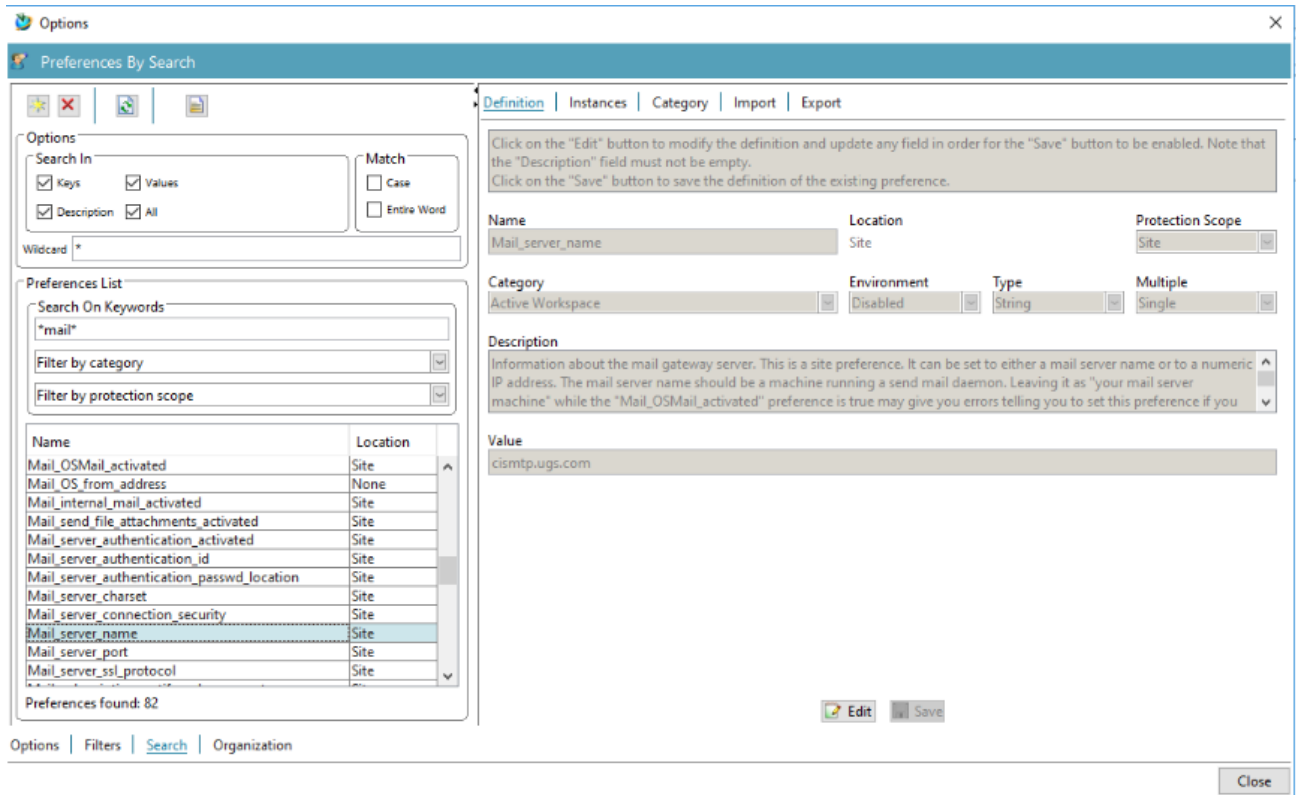 Options
Preferences By Search
Options
Search In
Keys
Values
Description
All
Match
Case
Entire Word
Wildcard *
Preferences List
Search On Keywords
*mail*
Filter by category
Filter by protection scope
Name Location
Mail_OSMail_activated Site
Mail_OS_from_address None
Mail_internal_mail_activated Site
Mail_send_file_attachments_activated Site
Mail_server_authentication_activated Site
Mail_server_authentication_id Site
Mail_server_authentication_passwd_location Site
Mail_server_charset Site
Mail_server_connection_security Site
Mail_server_name Site
Mail_server_port Site
Mail_server_ssl_protocol Site
Preferences found: 82
Definition Instances Category Import Export
Click on the "Edit" button to modify the definition and update any field in order for the "Save" button to be enabled. Note that
the "Description" field must not be empty.
Click on the "Save" button to save the definition of the existing preference.
Name Location Protection Scope
Mail_server_name Site Site
Category Environment Type Multiple
Active Workspace Disabled String Single
Description
Information about the mail gateway server. This is a site preference. It can be set to either a mail server name or to a numeric
IP address. The mail server name should be a machine running a send mail daemon. Leaving it as "your mail server
machine" while the "Mail_OSMail_activated" preference is true may give you errors telling you to set this preference if you
Value
cismtp.ugs.com
Edit Save
Options Filters Search Organization
Close